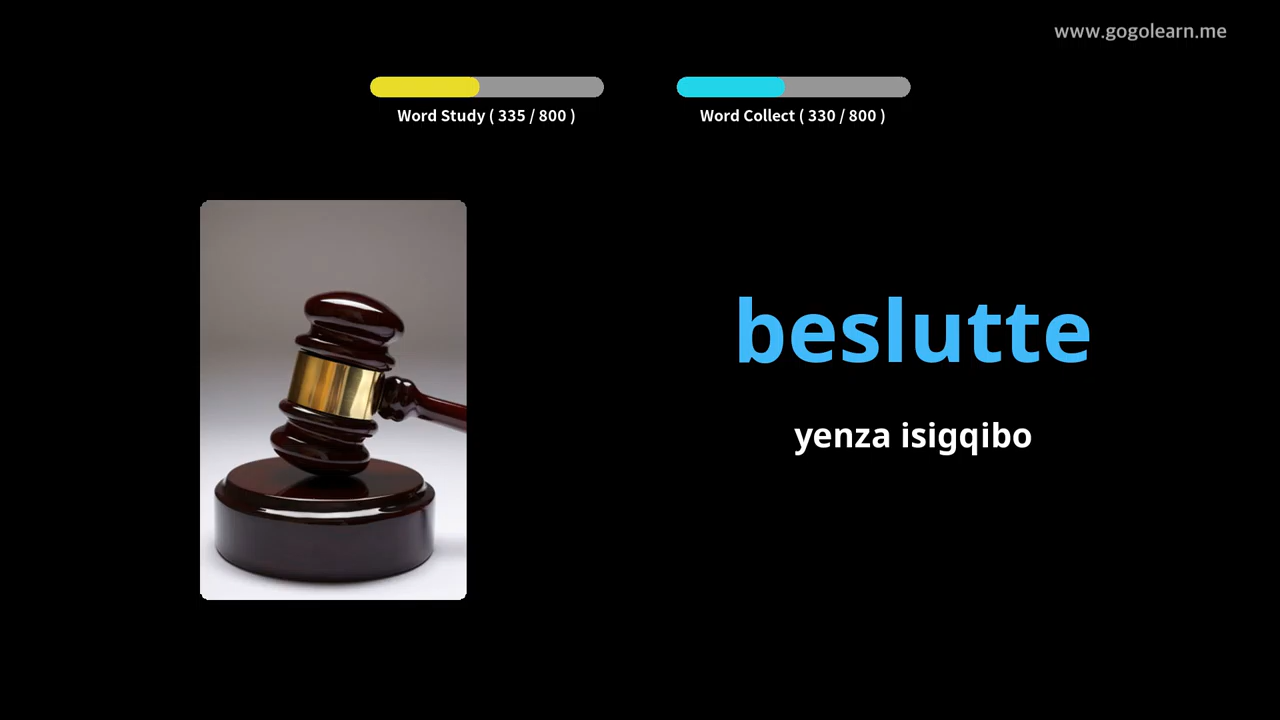 www.gogolearn.me
Word Study ( 335 / 800 )
Word Collect ( 330 / 800 )
beslutte
yenza isigqibo